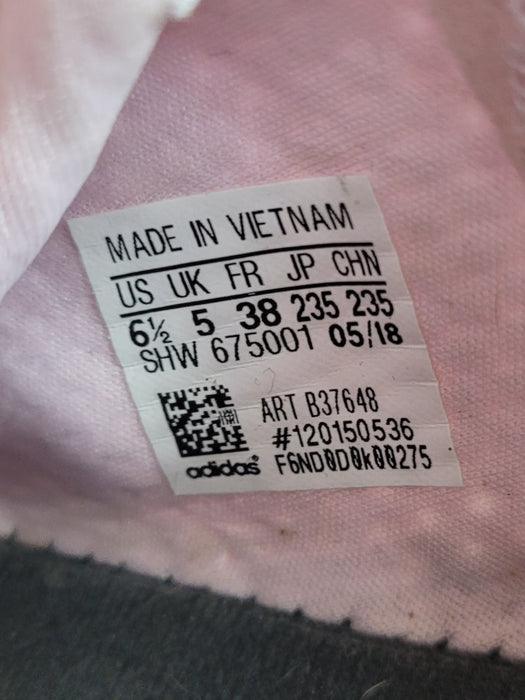 MADE IN VIETNAM
US UK FR JP CHN
6½ 5 38 235 235
SHW 675001 05/18
ART B37648
#120150536
adidas® F6ND0D0k00275